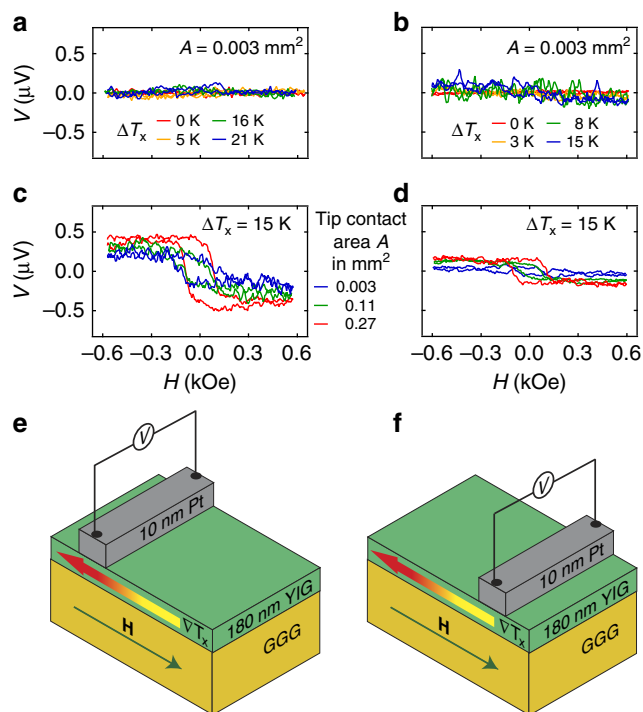 a
b
A = 0.003 mm²
A = 0.003 mm²
V (µV)
0.5
0.0
−0.5
ΔTₓ
0 K
16 K
5 K
21 K
ΔTₓ
0 K
8 K
3 K
15 K
c
d
ΔTₓ = 15 K
Tip contact
area A
in mm²
0.003
0.11
0.27
ΔTₓ = 15 K
V (µV)
0.5
0.0
−0.5
−0.6 −0.3 0.0 0.3 0.6
−0.6 −0.3 0.0 0.3 0.6
H (kOe)
H (kOe)
e
f
V
V
10 nm Pt
10 nm Pt
∇Tₓ
180 nm YIG
H
GGG
∇Tₓ
180 nm YIG
H
GGG